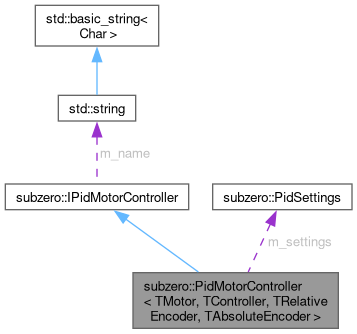 std::basic_string<
Char >
std::string
m_name
subzero::IPidMotorController
subzero::PidSettings
m_settings
subzero::PidMotorController
< TMotor, TController, TRelative
Encoder, TAbsoluteEncoder >